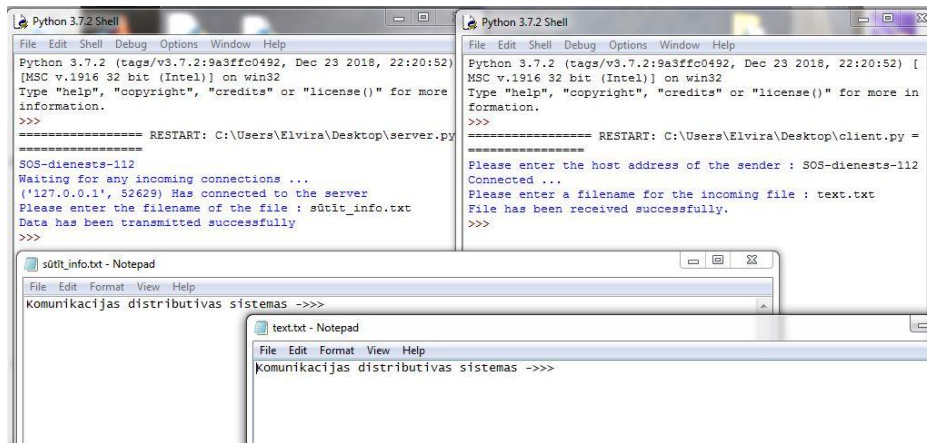 Python 3.7.2 Shell
File Edit Shell Debug Options Window Help
Python 3.7.2 (tags/v3.7.2:9a3ffc0492, Dec 23 2018, 22:20:52)
[MSC v.1916 32 bit (Intel)] on win32
Type "help", "copyright", "credits" or "license()" for more
information.
>>>
================== RESTART: C:\Users\Elvira\Desktop\server.py
==================
SOS-dienests-112
Waiting for any incoming connections ...
('127.0.0.1', 52629) Has connected to the server
Please enter the filename of the file : sūtīt_info.txt
Data has been transmitted successfully
>>>
Python 3.7.2 Shell
File Edit Shell Debug Options Window Help
Python 3.7.2 (tags/v3.7.2:9a3ffc0492, Dec 23 2018, 22:20:52) [
MSC v.1916 32 bit (Intel)] on win32
Type "help", "copyright", "credits" or "license()" for more in
formation.
>>>
================== RESTART: C:\Users\Elvira\Desktop\client.py =
=================
Please enter the host address of the sender : SOS-dienests-112
Connected ...
Please enter a filename for the incoming file : text.txt
File has been received successfully.
>>>
sūtīt_info.txt - Notepad
File Edit Format View Help
Komunikacijas distributivas sistemas ->>>
text.txt - Notepad
File Edit Format View Help
Komunikacijas distributivas sistemas ->>>